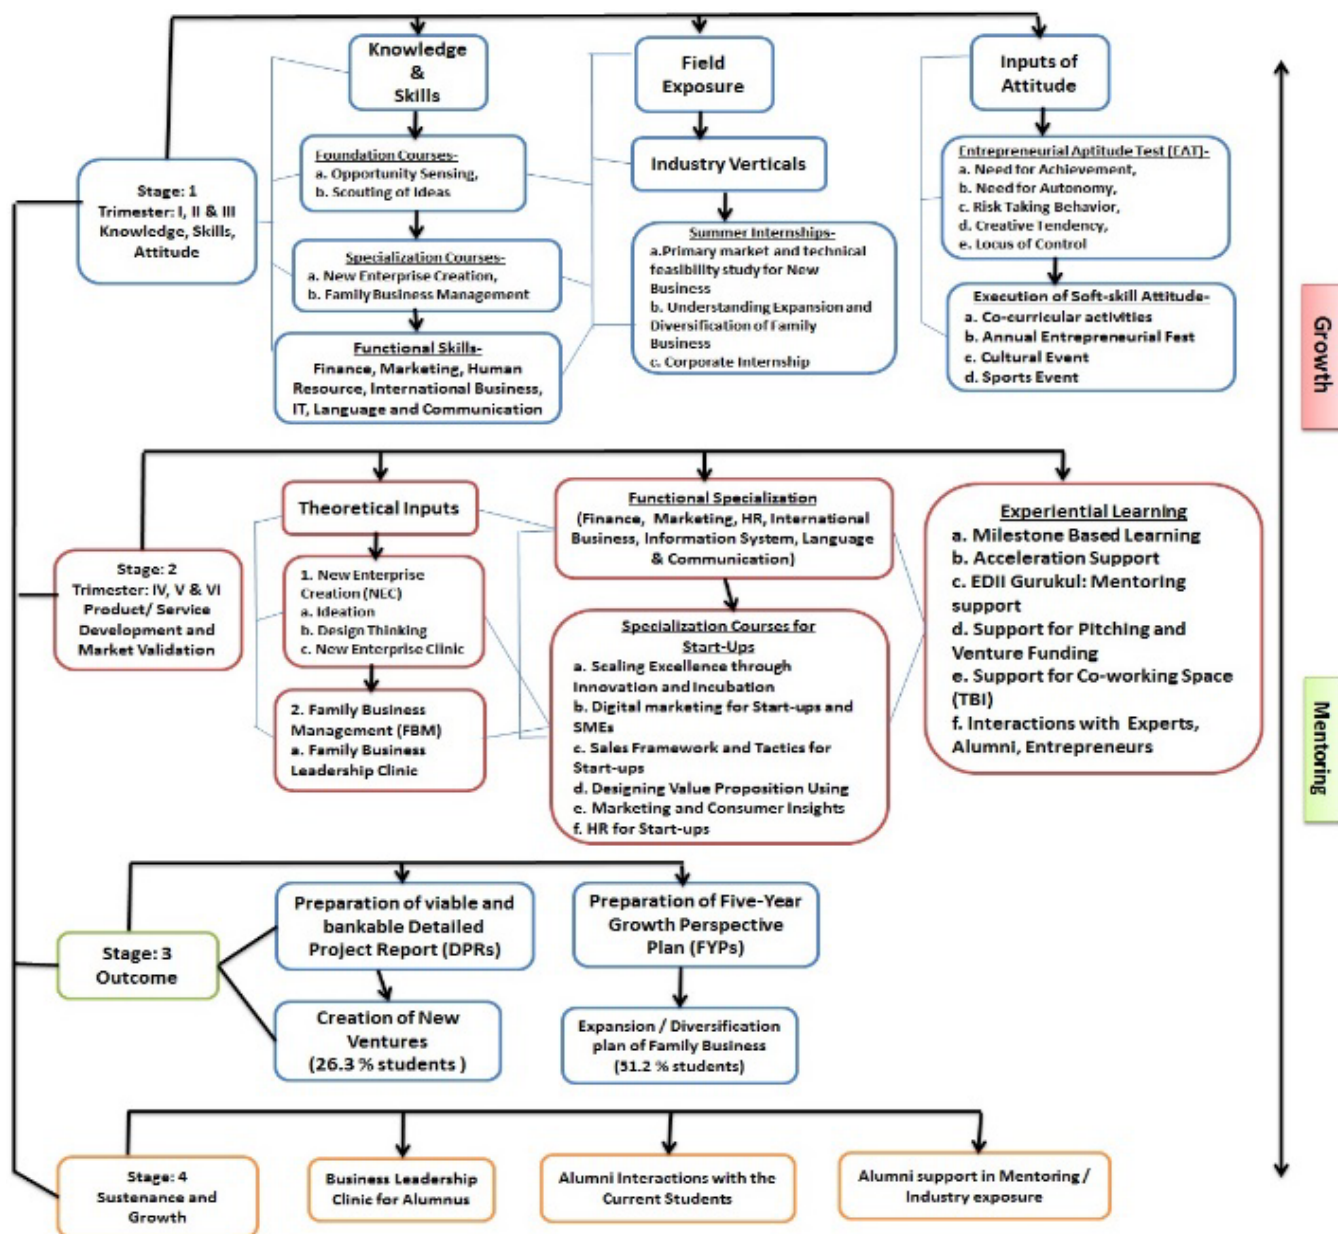 Knowledge
&
Skills
Field
Exposure
Inputs of
Attitude
Stage: 1
Trimester: I, II & III
Knowledge, Skills,
Attitude
Foundation Courses-
a. Opportunity Sensing,
b. Scouting of Ideas
Specialization Courses-
a. New Enterprise Creation,
b. Family Business Management
Functional Skills-
Finance, Marketing, Human
Resource, International Business,
IT, Language and Communication
Industry Verticals
Summer Internships-
a.Primary market and technical
feasibility study for New
Business
b. Understanding Expansion and
Diversification of Family
Business
c. Corporate Internship
Entrepreneurial Aptitude Test (EAT)-
a. Need for Achievement,
b. Need for Autonomy,
c. Risk Taking Behavior,
d. Creative Tendency,
e. Locus of Control
Execution of Soft-skill Attitude-
a. Co-curricular activities
b. Annual Entrepreneurial Fest
c. Cultural Event
d. Sports Event
Growth
Stage: 2
Trimester: IV, V & VI
Product/ Service
Development and
Market Validation
Theoretical Inputs
1. New Enterprise
Creation (NEC)
a. Ideation
b. Design Thinking
c. New Enterprise Clinic
2. Family Business
Management (FBM)
a. Family Business
Leadership Clinic
Functional Specialization
(Finance, Marketing, HR, International
Business, Information System, Language
& Communication)
Specialization Courses for
Start-Ups
a. Scaling Excellence through
Innovation and Incubation
b. Digital marketing for Start-ups and
SMEs
c. Sales Framework and Tactics for
Start-ups
d. Designing Value Proposition Using
e. Marketing and Consumer Insights
f. HR for Start-ups
Experiential Learning
a. Milestone Based Learning
b. Acceleration Support
c. EDII Gurukul: Mentoring
support
d. Support for Pitching and
Venture Funding
e. Support for Co-working Space
(TBI)
f. Interactions with Experts,
Alumni, Entrepreneurs
Mentoring
Stage: 3
Outcome
Preparation of viable and
bankable Detailed
Project Report (DPRs)
Creation of New
Ventures
(26.3 % students )
Preparation of Five-Year
Growth Perspective
Plan (FYPs)
Expansion / Diversification
plan of Family Business
(51.2 % students)
Stage: 4
Sustenance and
Growth
Business Leadership
Clinic for Alumnus
Alumni Interactions with the
Current Students
Alumni support in Mentoring /
Industry exposure